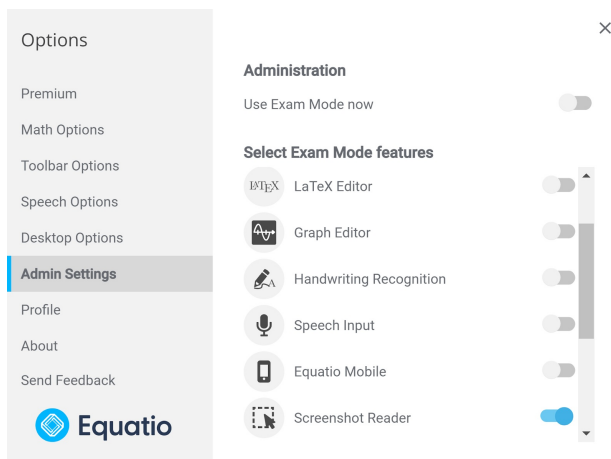 Options
Premium
Math Options
Toolbar Options
Speech Options
Desktop Options
Admin Settings
Profile
About
Send Feedback
Equatio
Administration
Use Exam Mode now
Select Exam Mode features
LATEX LaTeX Editor
Graph Editor
Handwriting Recognition
A
Speech Input
Equatio Mobile
Screenshot Reader